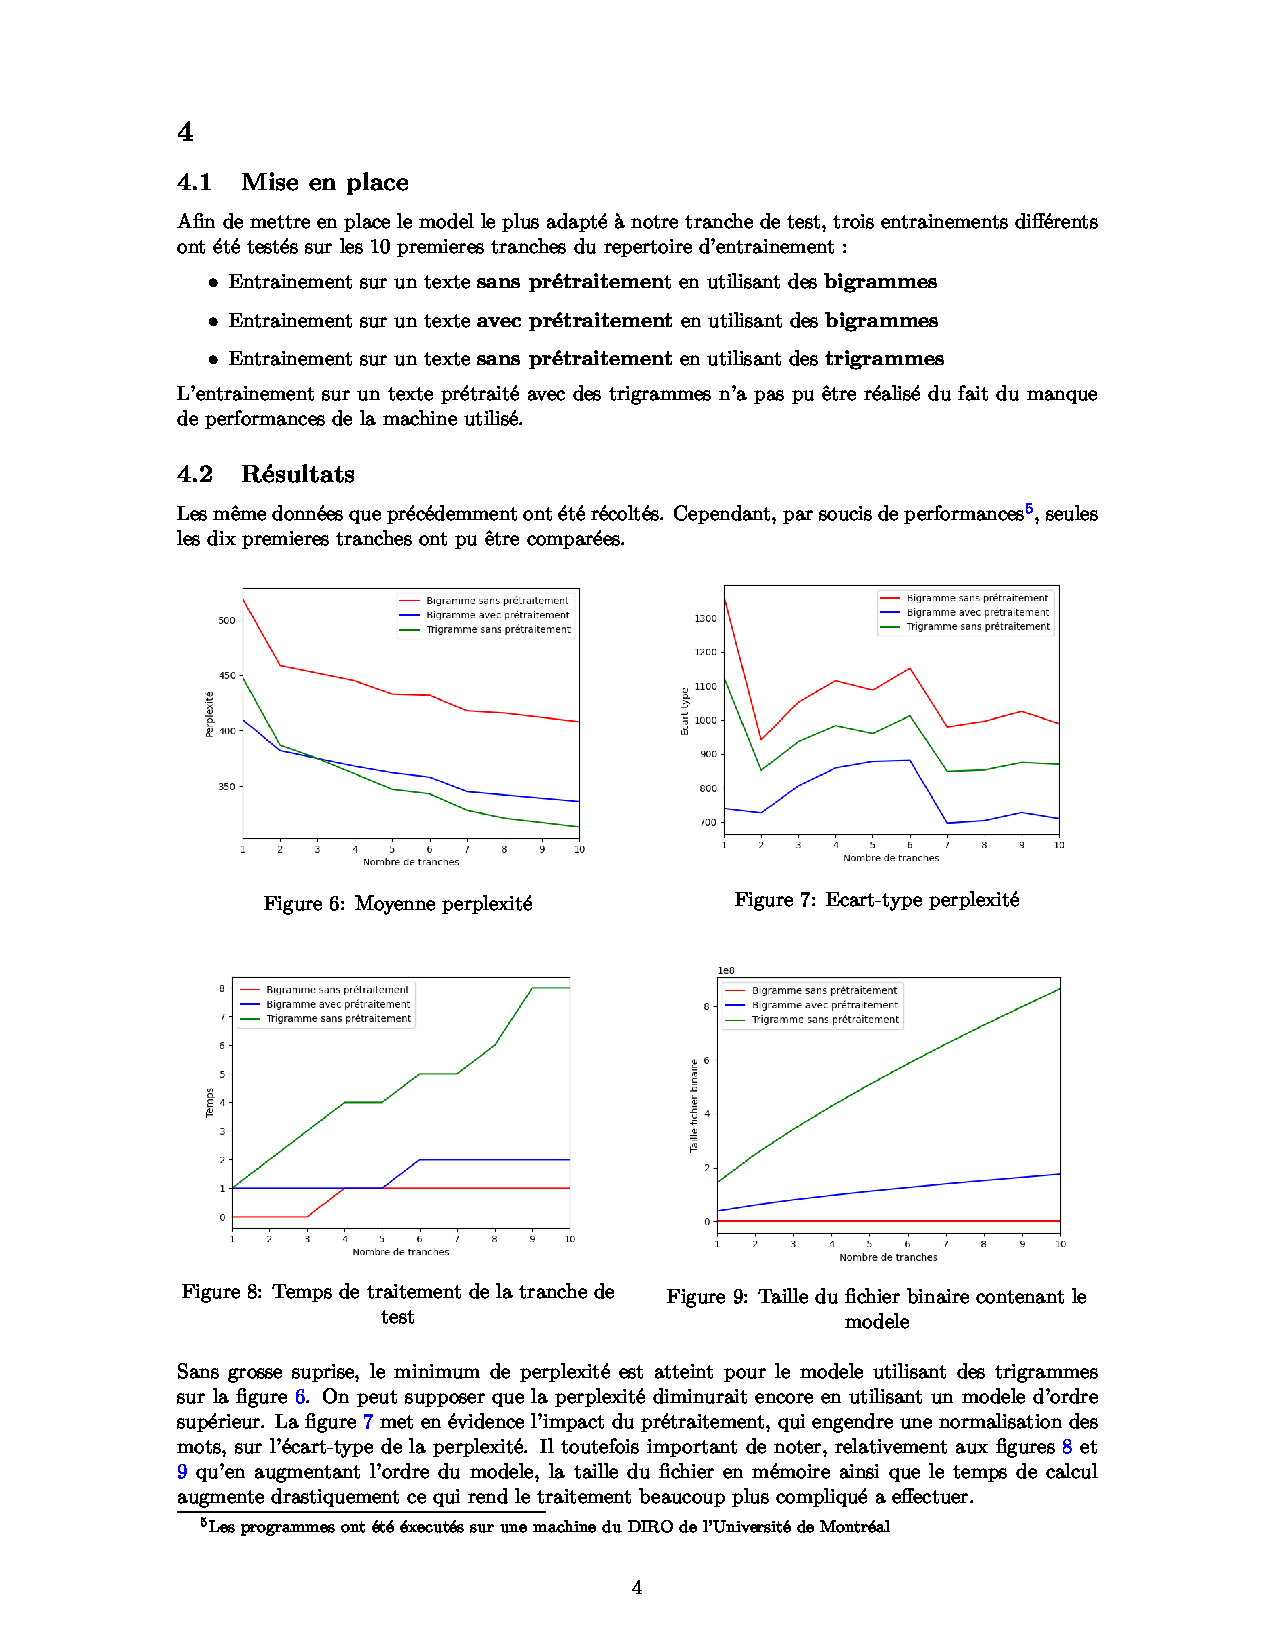 4
4.1 Mise en place
Afin de mettre en place le model le plus adapté à notre tranche de test, trois entrainements différents
ont été testés sur les 10 premieres tranches du repertoire d'entrainement :
• Entrainement sur un texte sans prétraitement en utilisant des bigrammes
• Entrainement sur un texte avec prétraitement en utilisant des bigrammes
• Entrainement sur un texte sans prétraitement en utilisant des trigrammes
L'entrainement sur un texte prétraité avec des trigrammes n'a pas pu être réalisé du fait du manque
de performances de la machine utilisé.
4.2 Résultats
Les même données que précédemment ont été récoltés. Cependant, par soucis de performances5, seules
les dix premieres tranches ont pu être comparées.
Bigramme sans prétraitement
Bigramme avec prétraitement
Trigramme sans prétraitement
500
450
400
350
Perplexité
1 2 3 4 5 6 7 8 9 10
Nombre de tranches
Figure 6: Moyenne perplexité
Bigramme sans prétraitement
Bigramme avec prétraitement
Trigramme sans prétraitement
1300
1200
1100
1000
900
800
700
Ecart-type
1 2 3 4 5 6 7 8 9 10
Nombre de tranches
Figure 7: Ecart-type perplexité
Bigramme sans prétraitement
Bigramme avec prétraitement
Trigramme sans prétraitement
8
7
6
5
4
3
2
1
0
Temps
1 2 3 4 5 6 7 8 9 10
Nombre de tranches
Figure 8: Temps de traitement de la tranche de
test
1e8
Bigramme sans prétraitement
Bigramme avec prétraitement
Trigramme sans prétraitement
8
6
4
2
0
Taille fichier binaire
1 2 3 4 5 6 7 8 9 10
Nombre de tranches
Figure 9: Taille du fichier binaire contenant le
modele
Sans grosse suprise, le minimum de perplexité est atteint pour le modele utilisant des trigrammes
sur la figure 6. On peut supposer que la perplexité diminurait encore en utilisant un modele d'ordre
supérieur. La figure 7 met en évidence l'impact du prétraitement, qui engendre une normalisation des
mots, sur l'écart-type de la perplexité. Il toutefois important de noter, relativement aux figures 8 et
9 qu'en augmentant l'ordre du modele, la taille du fichier en mémoire ainsi que le temps de calcul
augmente drastiquement ce qui rend le traitement beaucoup plus compliqué a effectuer.
5Les programmes ont été éxecutés sur une machine du DIRO de l'Université de Montréal
4